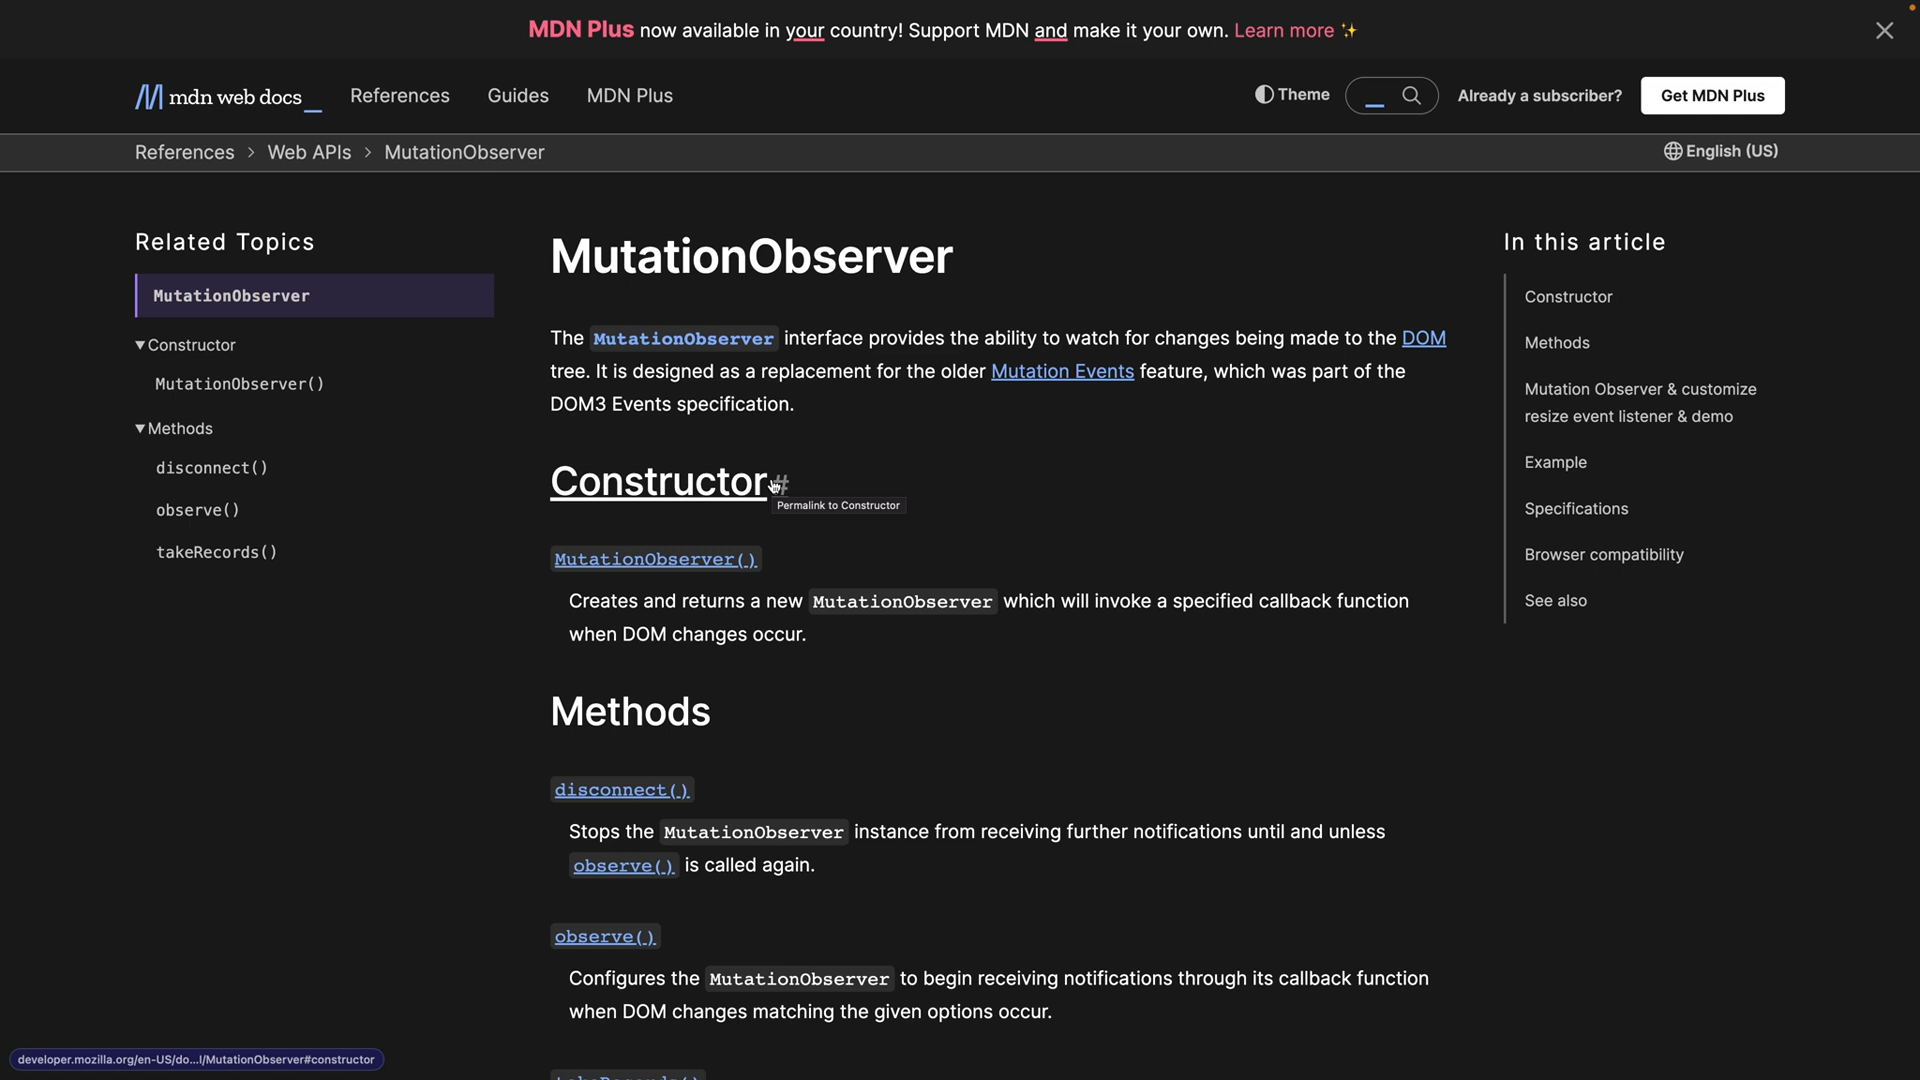 MDN Plus now available in your country! Support MDN and make it your own. Learn more ✨
mdn web docs_
References
Guides
MDN Plus
Theme
Already a subscriber?
Get MDN Plus
References > Web APIs > MutationObserver
English (US)
Related Topics
MutationObserver
▼Constructor
MutationObserver()
▼Methods
disconnect()
observe()
takeRecords()
MutationObserver
The MutationObserver interface provides the ability to watch for changes being made to the DOM
tree. It is designed as a replacement for the older Mutation Events feature, which was part of the
DOM3 Events specification.
Constructor#
Permalink to Constructor
MutationObserver()
Creates and returns a new MutationObserver which will invoke a specified callback function
when DOM changes occur.
Methods
disconnect()
Stops the MutationObserver instance from receiving further notifications until and unless
observe() is called again.
observe()
Configures the MutationObserver to begin receiving notifications through its callback function
when DOM changes matching the given options occur.
takeRecords()
In this article
Constructor
Methods
Mutation Observer & customize
resize event listener & demo
Example
Specifications
Browser compatibility
See also
developer.mozilla.org/en-US/do...I/MutationObserver#constructor